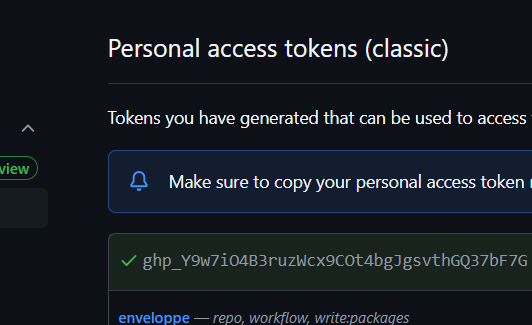 Personal access tokens (classic)
Tokens you have generated that can be used to access
view
Make sure to copy your personal access token
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
enveloppe — repo, workflow, write:packages